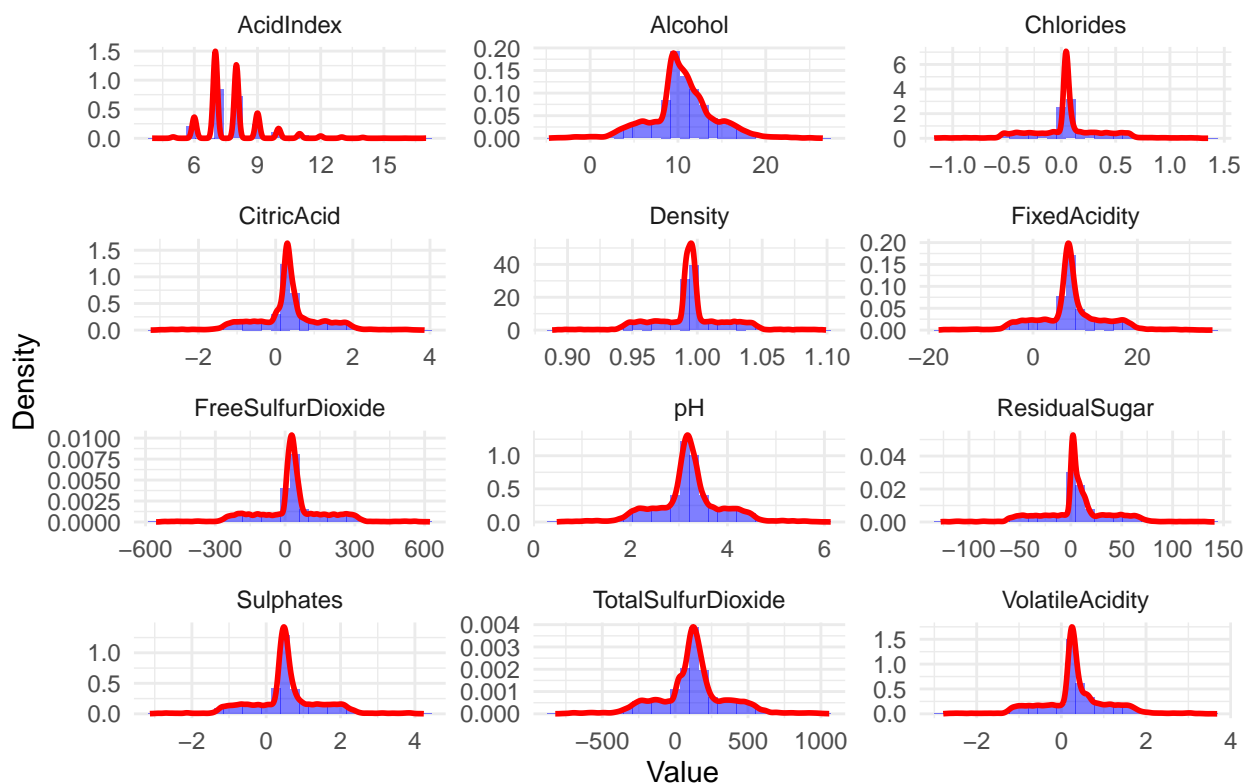 AcidIndex
1.5
1.0
0.5
0.0
6 9 12 15
Alcohol
0.20
0.15
0.10
0.05
0.00
0 10 20
Chlorides
6
4
2
0
−1.0 −0.5 0.0 0.5 1.0 1.5
CitricAcid
1.5
1.0
0.5
0.0
−2 0 2 4
Density
40
20
0
0.90 0.95 1.00 1.05 1.10
FixedAcidity
0.20
0.15
0.10
0.05
0.00
−20 0 20
FreeSulfurDioxide
0.0100
0.0075
0.0050
0.0025
0.0000
−600 −300 0 300 600
pH
1.0
0.5
0.0
0 2 4 6
ResidualSugar
0.04
0.02
0.00
−100 −50 0 50 100 150
Sulphates
1.0
0.5
0.0
−2 0 2 4
TotalSulfurDioxide
0.004
0.003
0.002
0.001
0.000
−500 0 500 1000
VolatileAcidity
1.5
1.0
0.5
0.0
−2 0 2 4
Density
Value